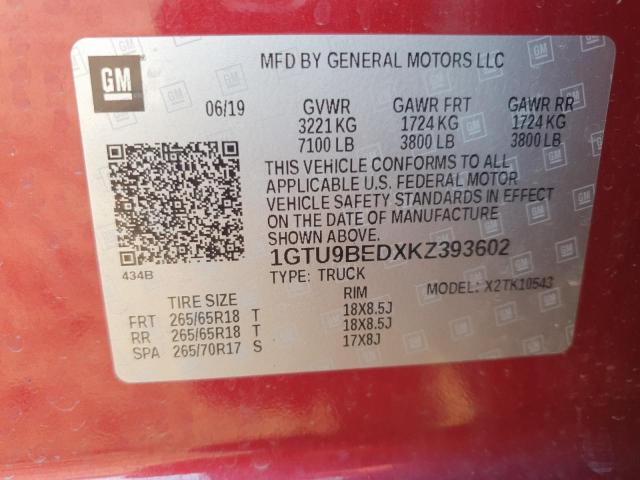 GM
MFD BY GENERAL MOTORS LLC
06/19 GVWR GAWR FRT GAWR RR
3221 KG 1724 KG 1724 KG
7100 LB 3800 LB 3800 LB
THIS VEHICLE CONFORMS TO ALL
APPLICABLE U.S. FEDERAL MOTOR
VEHICLE SAFETY STANDARDS IN EFFECT
ON THE DATE OF MANUFACTURE
SHOWN ABOVE.
434B
1GTU9BEDXKZ393602
TYPE: TRUCK MODEL: X2TK10543
TIRE SIZE RIM
FRT 265/65R18 T 18X8.5J
RR 265/65R18 T 18X8.5J
SPA 265/70R17 S 17X8J